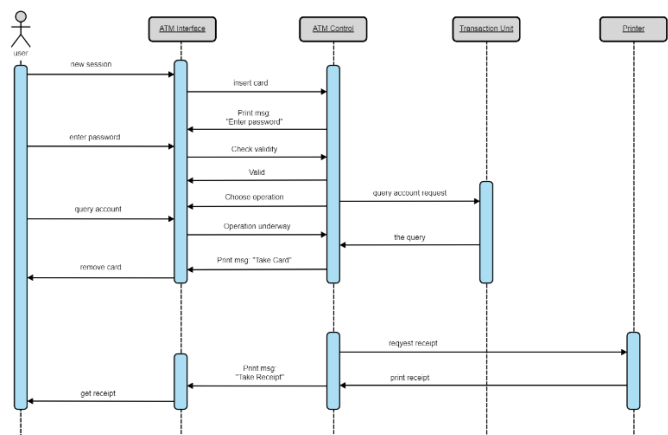 ATM Interface
ATM Control
Transaction Unit
Printer
user
new session
insert card
Print msg:
"Enter password"
enter password
Check validity
Valid
Choose operation
query account request
query account
Operation underway
the query
Print msg: "Take Card"
remove card
reqyest receipt
Print msg:
"Take Receipt"
print receipt
get receipt